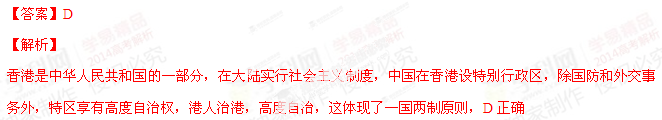 【答案】D
【解析】
香港是中华人民共和国的一部分，在大陆实行社会主义制度，中国在香港设特别行政区，除国防和外交事
务外，特区享有高度自治权，港人治港，高度自治，这体现了一国两制原则，D 正确